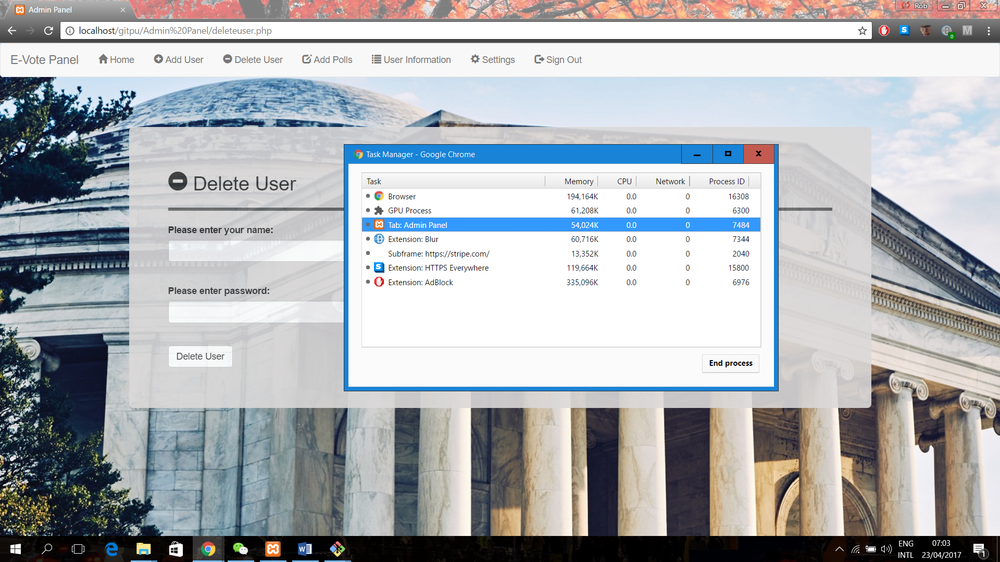 Admin Panel
Rob
localhost/gitpu/Admin%20Panel/deleteuser.php
S
0
M
E-Vote Panel Home Add User Delete User Add Polls User Information Settings Sign Out
Delete User
Please enter your name:
Please enter password:
Delete User
Task Manager - Google Chrome
Task Memory CPU Network Process ID
Browser 194,164K 0.0 0 16308
GPU Process 61,208K 0.0 0 6300
Tab: Admin Panel 54,024K 0.0 0 7484
Extension: Blur 60,716K 0.0 0 7344
Subframe: https://stripe.com/ 13,352K 0.0 0 2040
S Extension: HTTPS Everywhere 119,664K 0.0 0 15800
Extension: AdBlock 335,096K 0.0 0 6976
End process
ENG 07:03
INTL 23/04/2017 1